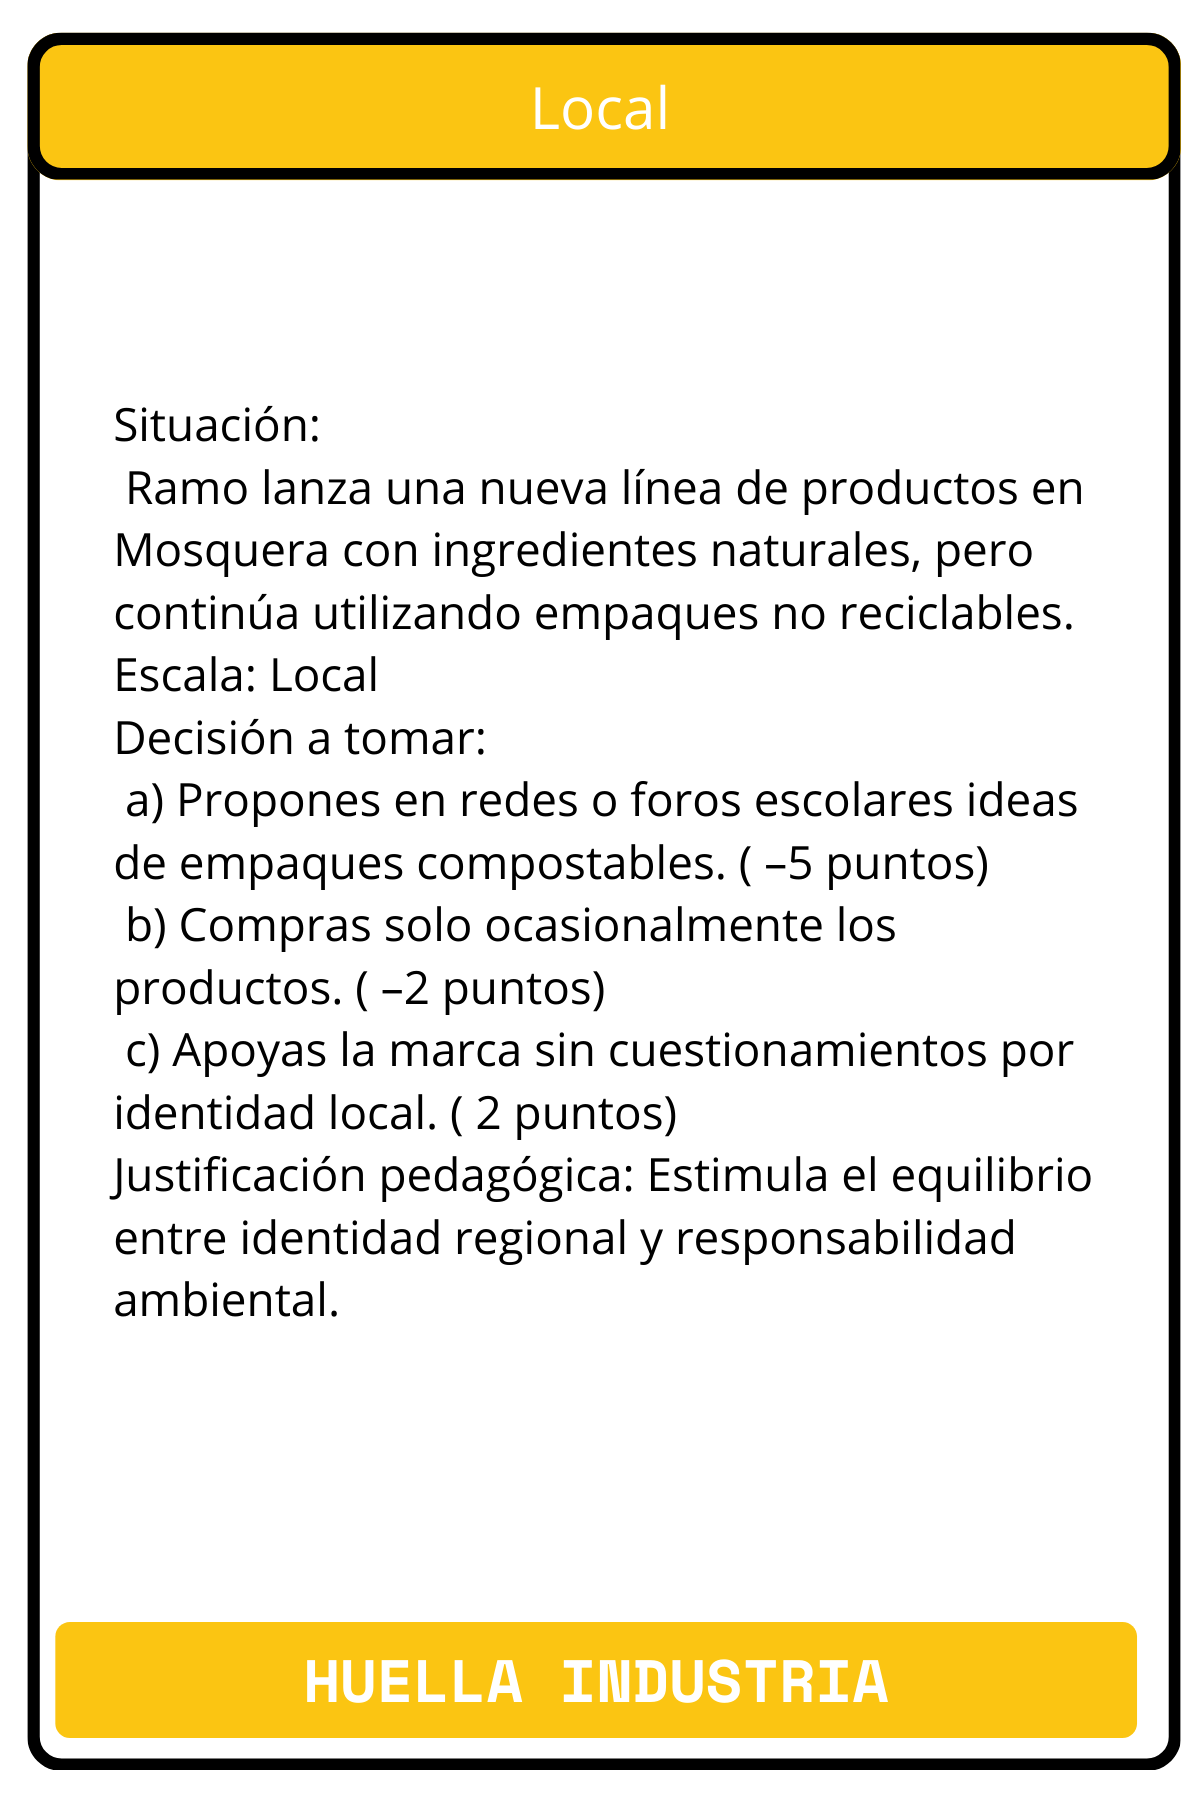 Local
Situación:
Ramo lanza una nueva línea de productos en
Mosquera con ingredientes naturales, pero
continúa utilizando empaques no reciclables.
Escala: Local
Decisión a tomar:
a) Propones en redes o foros escolares ideas
de empaques compostables. ( –5 puntos)
b) Compras solo ocasionalmente los
productos. ( –2 puntos)
c) Apoyas la marca sin cuestionamientos por
identidad local. ( 2 puntos)
Justificación pedagógica: Estimula el equilibrio
entre identidad regional y responsabilidad
ambiental.
HUELLA INDUSTRIA